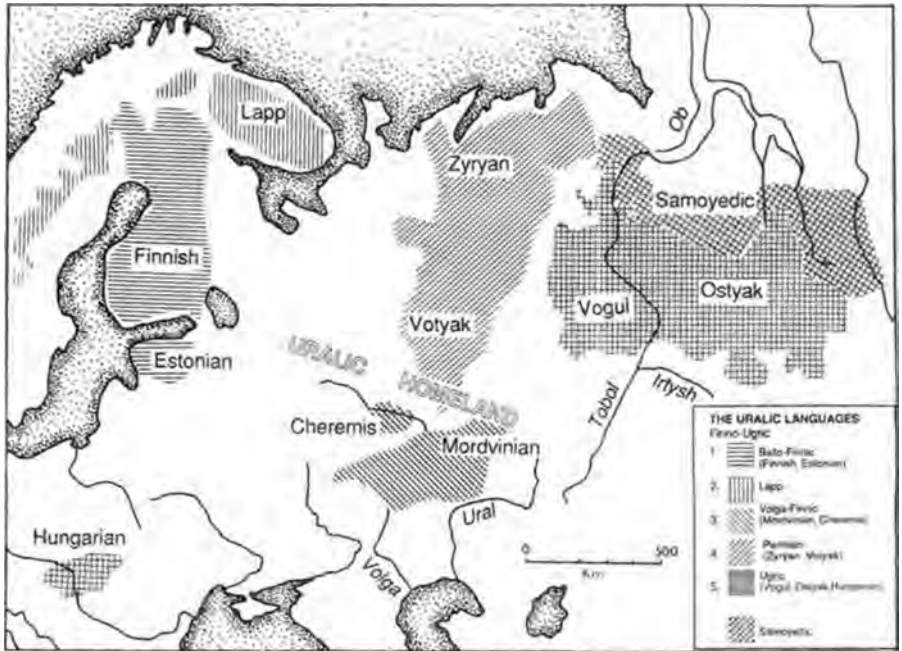 Lapp
Ob
Zyryan
Samoyedic
Finnish
Ostyak
Vogul
Votyak
Estonian
URALIC HOMELAND
Tobol
Irtysh
Cheremis
Mordvinian
Ural
Volga
Hungarian
0 500
Km
THE URALIC LANGUAGES
Finno-Ugric
1. Balto-Finnic
(Finnish, Estonian)
2. Lapp
3. Volga-Finnic
(Mordvinian, Cheremis)
4. Permian
(Zyryan, Votyak)
5. Ugric
(Vogul, Ostyak, Hungarian)
Samoyedic